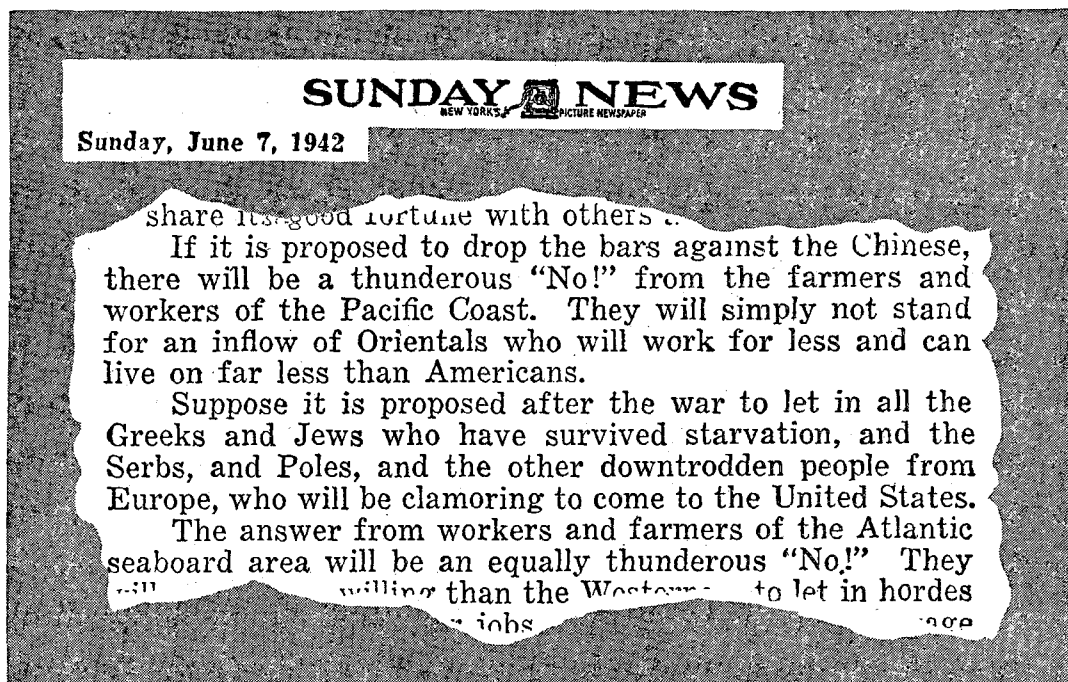 SUNDAY NEWS
NEW YORK'S PICTURE NEWSPAPER
Sunday, June 7, 1942
share its good fortune with others
If it is proposed to drop the bars against the Chinese,
there will be a thunderous “No!” from the farmers and
workers of the Pacific Coast. They will simply not stand
for an inflow of Orientals who will work for less and can
live on far less than Americans.
Suppose it is proposed after the war to let in all the
Greeks and Jews who have survived starvation, and the
Serbs, and Poles, and the other downtrodden people from
Europe, who will be clamoring to come to the United States.
The answer from workers and farmers of the Atlantic
seaboard area will be an equally thunderous “No!” They
will willing than the to let in hordes
jobs